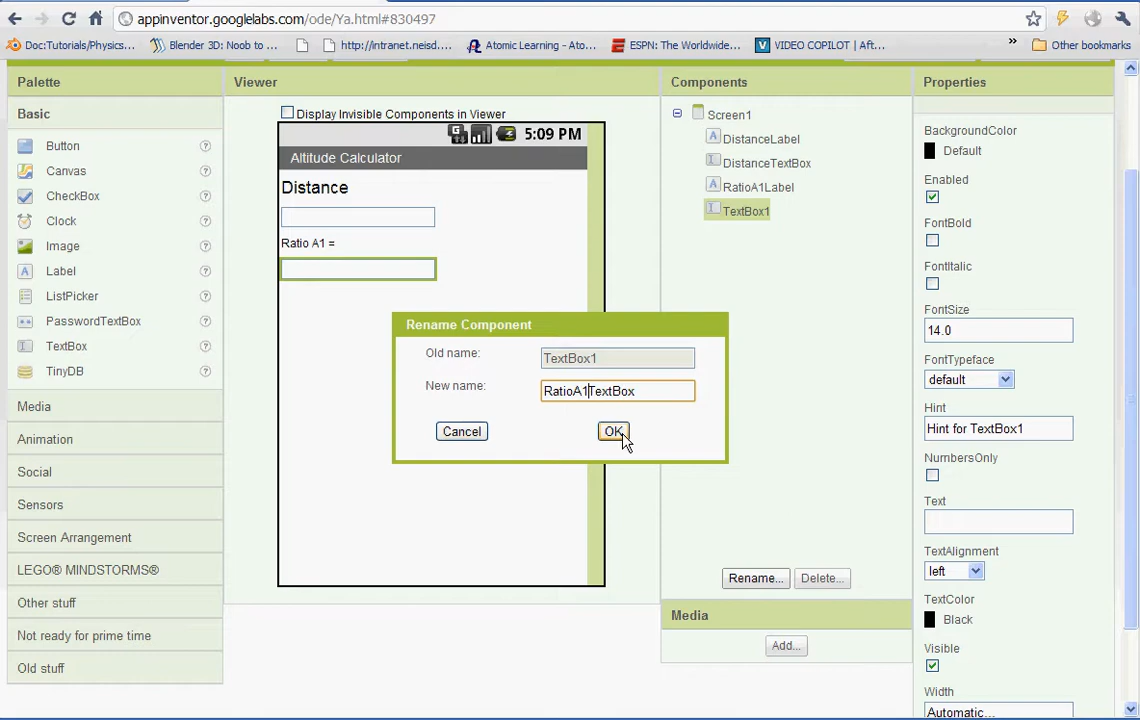 appinventor.googlelabs.com/ode/Ya.html#830497
Doc:Tutorials/Physics... Blender 3D: Noob to ... http://intranet.neisd.... Atomic Learning - Ato... ESPN: The Worldwide... VIDEO COPILOT | Aft... » Other bookmarks
Palette
Viewer
Components
Properties
Basic
Button ?
Canvas ?
CheckBox ?
Clock ?
Image ?
Label ?
ListPicker ?
PasswordTextBox ?
TextBox ?
TinyDB ?
Media
Animation
Social
Sensors
Screen Arrangement
LEGO® MINDSTORMS®
Other stuff
Not ready for prime time
Old stuff
Display Invisible Components in Viewer
5:09 PM
Altitude Calculator
Distance
Ratio A1 =
Rename Component
Old name: TextBox1
New name: RatioA1TextBox
Cancel OK
Screen1
DistanceLabel
DistanceTextBox
RatioA1Label
TextBox1
Rename... Delete...
Media
Add...
BackgroundColor
Default
Enabled
FontBold
FontItalic
FontSize
14.0
FontTypeface
default
Hint
Hint for TextBox1
NumbersOnly
Text
TextAlignment
left
TextColor
Black
Visible
Width
Automatic...